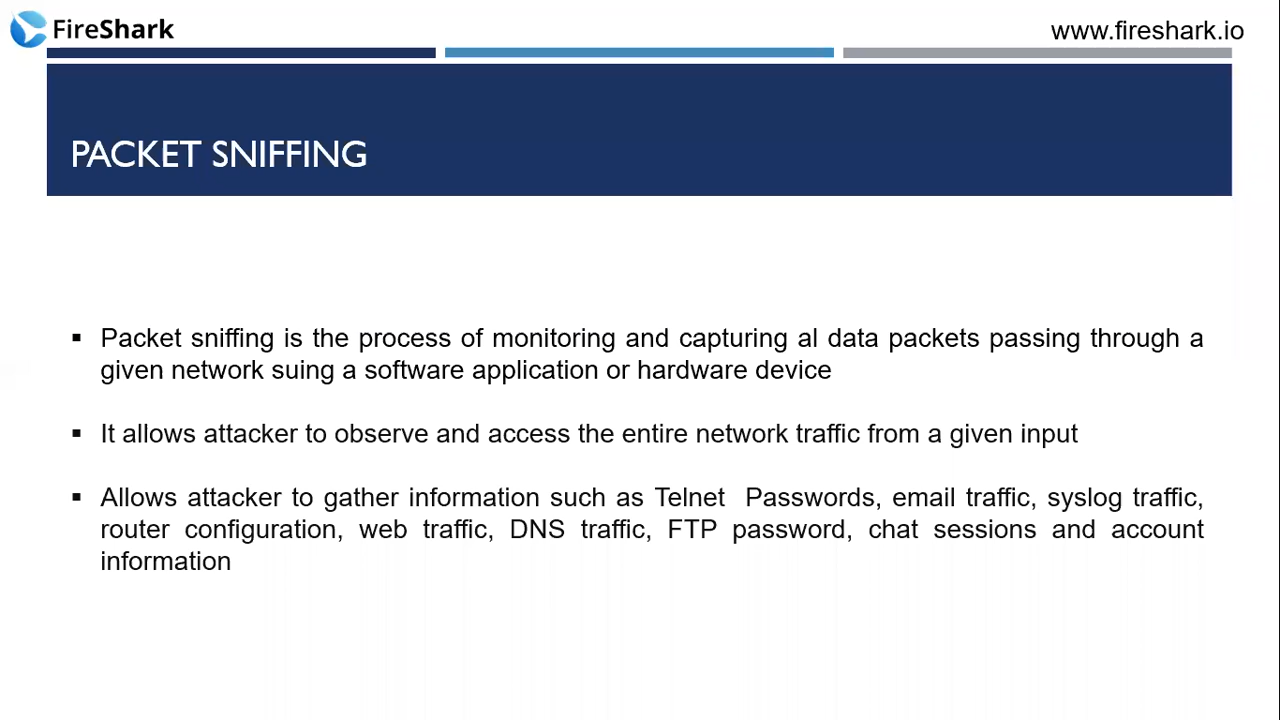 FireShark
www.fireshark.io
PACKET SNIFFING
▪ Packet sniffing is the process of monitoring and capturing al data packets passing through a
given network suing a software application or hardware device
▪ It allows attacker to observe and access the entire network traffic from a given input
▪ Allows attacker to gather information such as Telnet  Passwords, email traffic, syslog traffic,
router configuration, web traffic, DNS traffic, FTP password, chat sessions and account
information